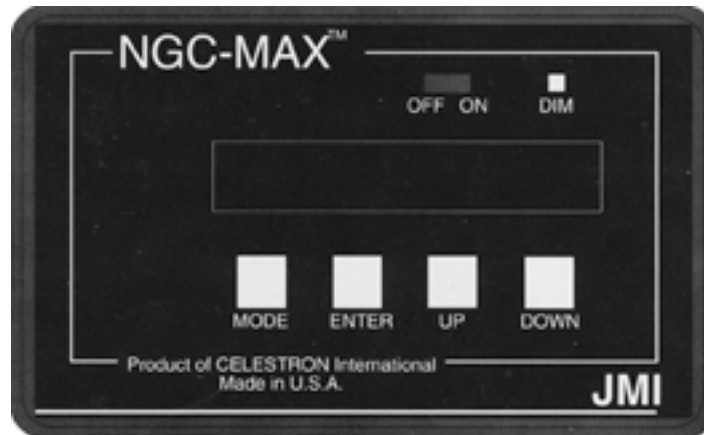 NGC-MAX™
OFF ON
DIM
MODE
ENTER
UP
DOWN
Product of CELESTRON International
Made in U.S.A.
JMI